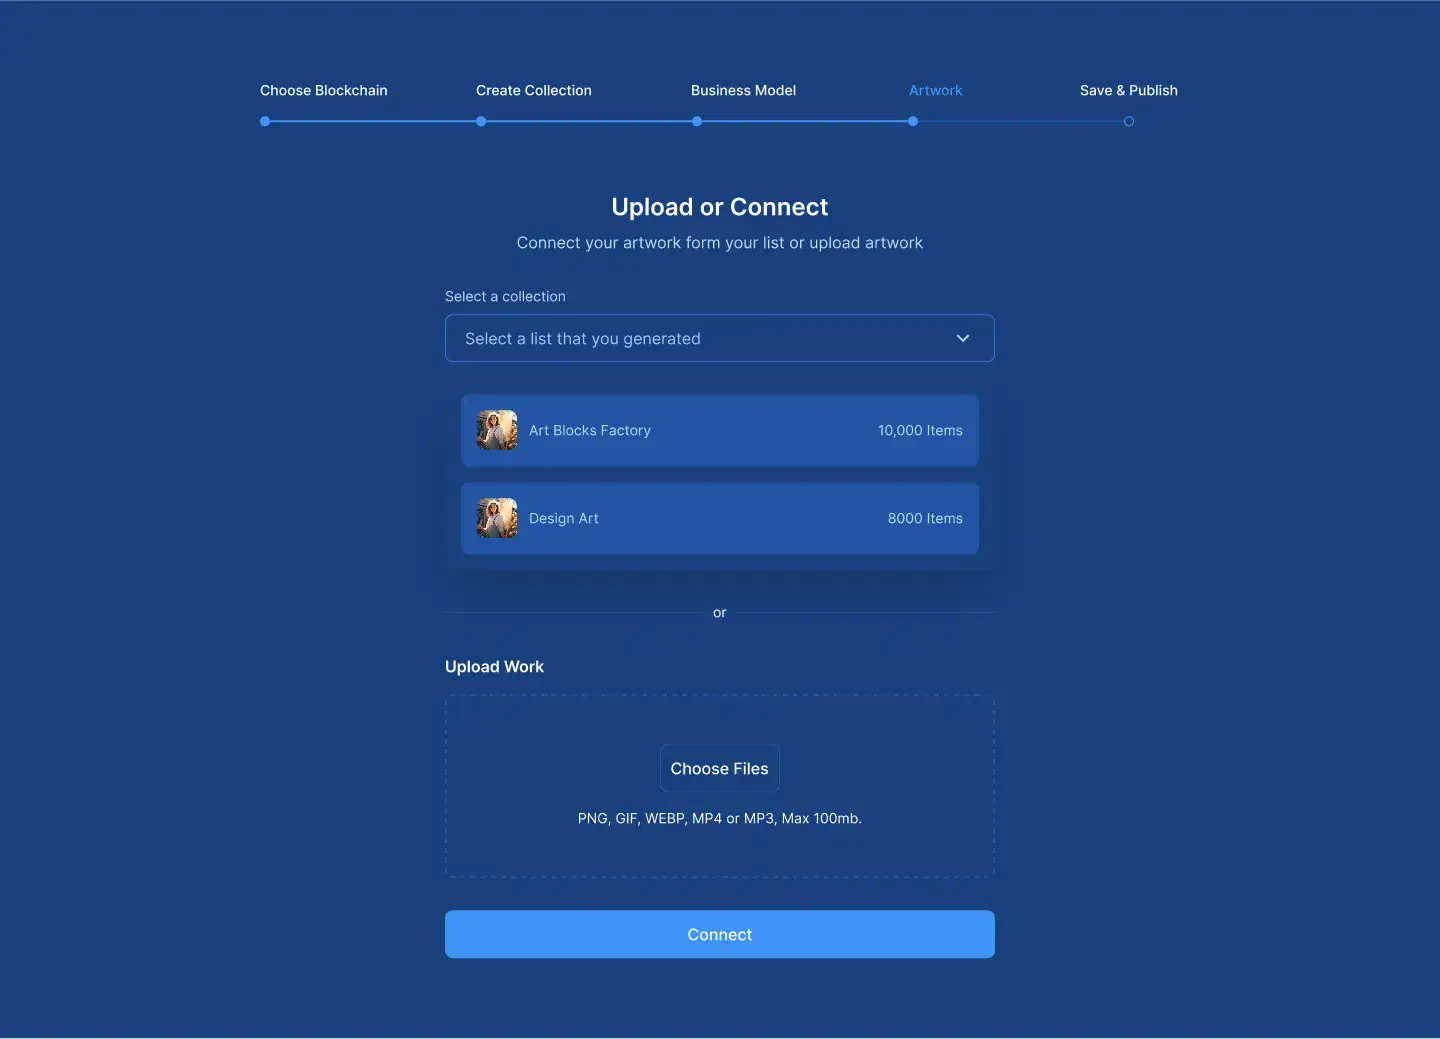 Choose Blockchain
Create Collection
Business Model
Artwork
Save & Publish
Upload or Connect
Connect your artwork form your list or upload artwork
Select a collection
Select a list that you generated
Art Blocks Factory
10,000 Items
Design Art
8000 Items
or
Upload Work
Choose Files
PNG, GIF, WEBP, MP4 or MP3, Max 100mb.
Connect